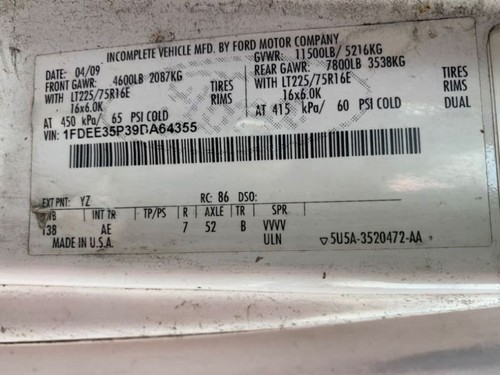 INCOMPLETE VEHICLE MFD. BY FORD MOTOR COMPANY
04/09 GVWR: 11500LB/ 5216KG
FRONT GAWR: 4600LB 2087KG REAR GAWR: 7800LB 3538KG
WITH LT225/75R16E TIRES WITH LT225/75R16E TIRES
16x6.0K RIMS 16x6.0K RIMS
AT 450 kPa/ 65 PSI COLD AT 415 kPa/ 60 PSI COLD DUAL
VIN: 1FDEE35P39DA64355
EXT PNT: YZ RC: 86 DSO:
WB INT TR TP/PS R AXLE TR SPR
138 AE 7 52 B VVVV
MADE IN U.S.A. ULN ▽5U5A-3520472-AA